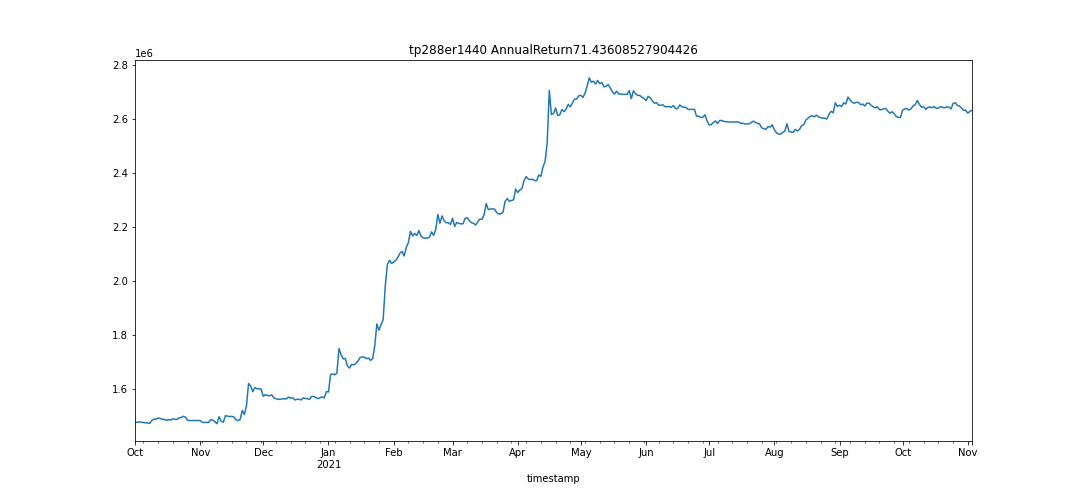 tp288er1440 AnnualReturn71.43608527904426
1e6
2.8
2.6
2.4
2.2
2.0
1.8
1.6
Oct Nov Dec Jan Feb Mar Apr May Jun Jul Aug Sep Oct Nov
2021
timestamp